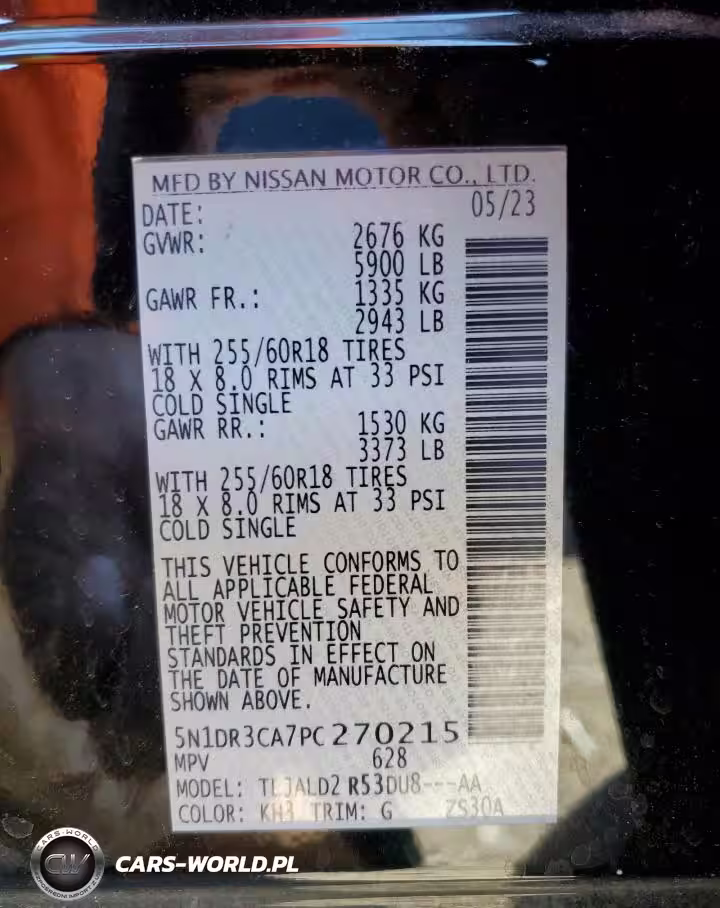 MFD BY NISSAN MOTOR CO., LTD.
DATE: 05/23
GVWR: 2676 KG
5900 LB
GAWR FR.: 1335 KG
2943 LB
WITH 255/60R18 TIRES
18 X 8.0 RIMS AT 33 PSI
COLD SINGLE
GAWR RR.: 1530 KG
3373 LB
WITH 255/60R18 TIRES
18 X 8.0 RIMS AT 33 PSI
COLD SINGLE
THIS VEHICLE CONFORMS TO
ALL APPLICABLE FEDERAL
MOTOR VEHICLE SAFETY AND
THEFT PREVENTION
STANDARDS IN EFFECT ON
THE DATE OF MANUFACTURE
SHOWN ABOVE.
5N1DR3CA7PC270215
MPV 628
MODEL: R53DU8---AA
COLOR: KH3 TRIM: G ZS30A
CARS-WORLD
CW
CARS-WORLD.PL